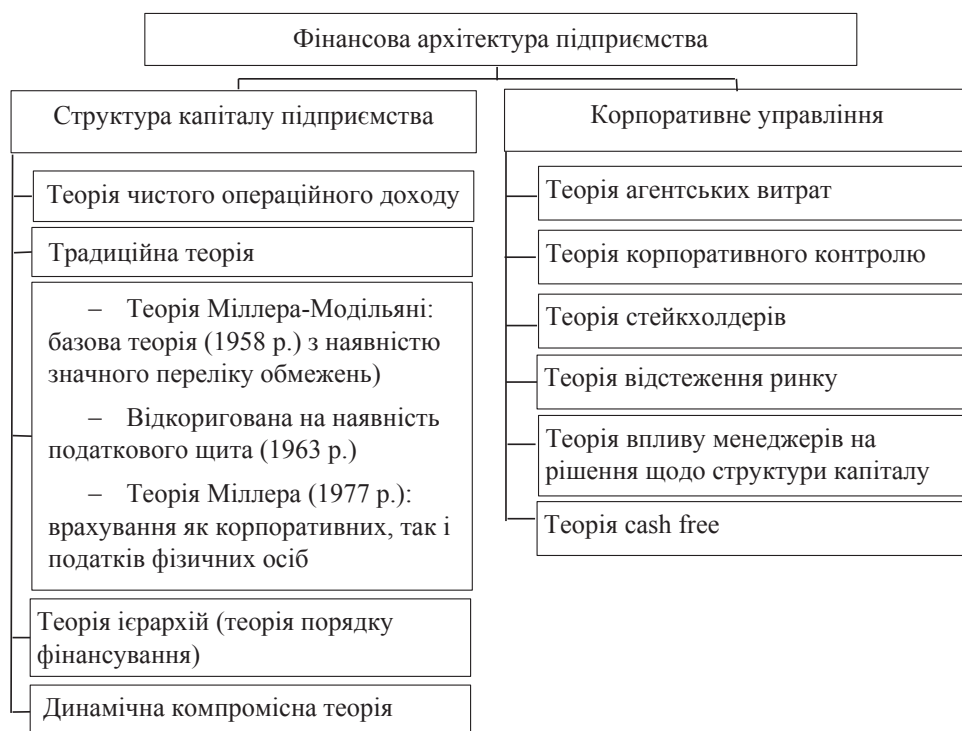 Фінансова архітектура підприємства
Структура капіталу підприємства
Теорія чистого операційного доходу
Традиційна теорія
– Теорія Міллера-Модільяні:
базова теорія (1958 р.) з наявністю
значного переліку обмежень)
– Відкоригована на наявність
податкового щита (1963 р.)
– Теорія Міллера (1977 р.):
врахування як корпоративних, так і
податків фізичних осіб
Теорія ієрархій (теорія порядку
фінансування)
Динамічна компромісна теорія
Корпоративне управління
Теорія агентських витрат
Теорія корпоративного контролю
Теорія стейкхолдерів
Теорія відстеження ринку
Теорія впливу менеджерів на
рішення щодо структури капіталу
Теорія cash free